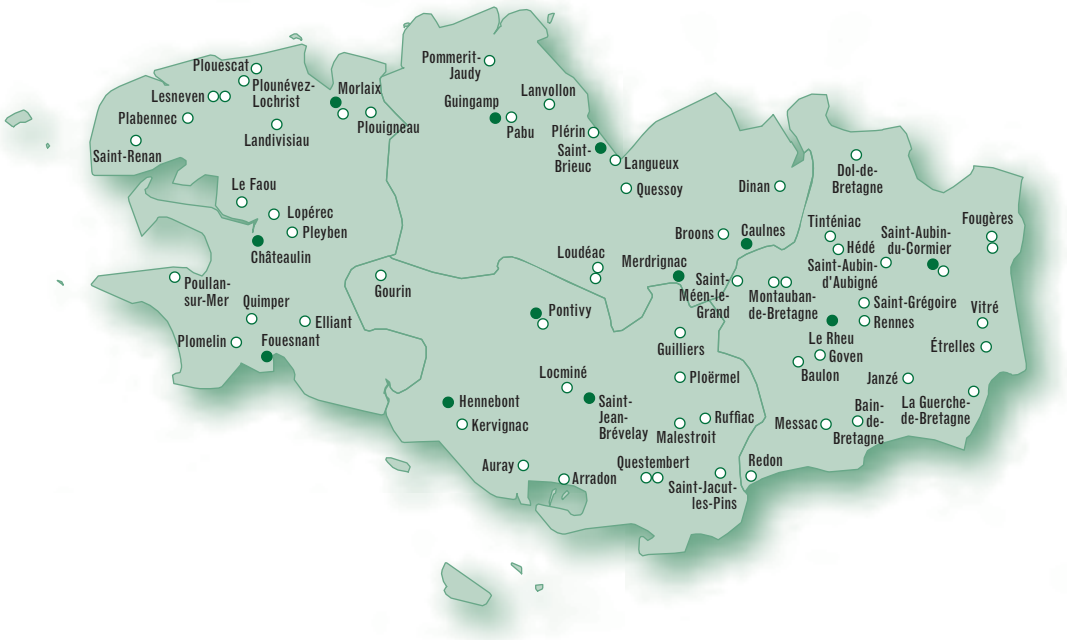 Plouescat
Plounévez-
Lochrist
Lesneven
Plabennec
Saint-Renan
Landivisiau
Morlaix
Plouigneau
Le Faou
Lopérec
Pleyben
Châteaulin
Poullan-
sur-Mer
Quimper
Elliant
Plomelin
Fouesnant
Pommerit-
Jaudy
Lanvollon
Guingamp
Pabu
Plérin
Saint-
Brieuc
Langueux
Quessoy
Dinan
Broons
Caulnes
Loudéac
Merdrignac
Gourin
Pontivy
Guilliers
Locminé
Ploërmel
Hennebont
Kervignac
Saint-
Jean-
Brévelay
Ruffiac
Malestroit
Auray
Arradon
Questembert
Saint-Jacut-
les-Pins
Redon
Dol-de-
Bretagne
Tinténiac
Hédé
Saint-Aubin-
du-Cormier
Fougères
Saint-Aubin-
d'Aubigné
Saint-
Méen-le-
Grand
Montauban-
de-Bretagne
Saint-Grégoire
Rennes
Vitré
Le Rheu
Goven
Étrelles
Baulon
Janzé
La Guerche-
de-Bretagne
Messac
Bain-
de-
Bretagne